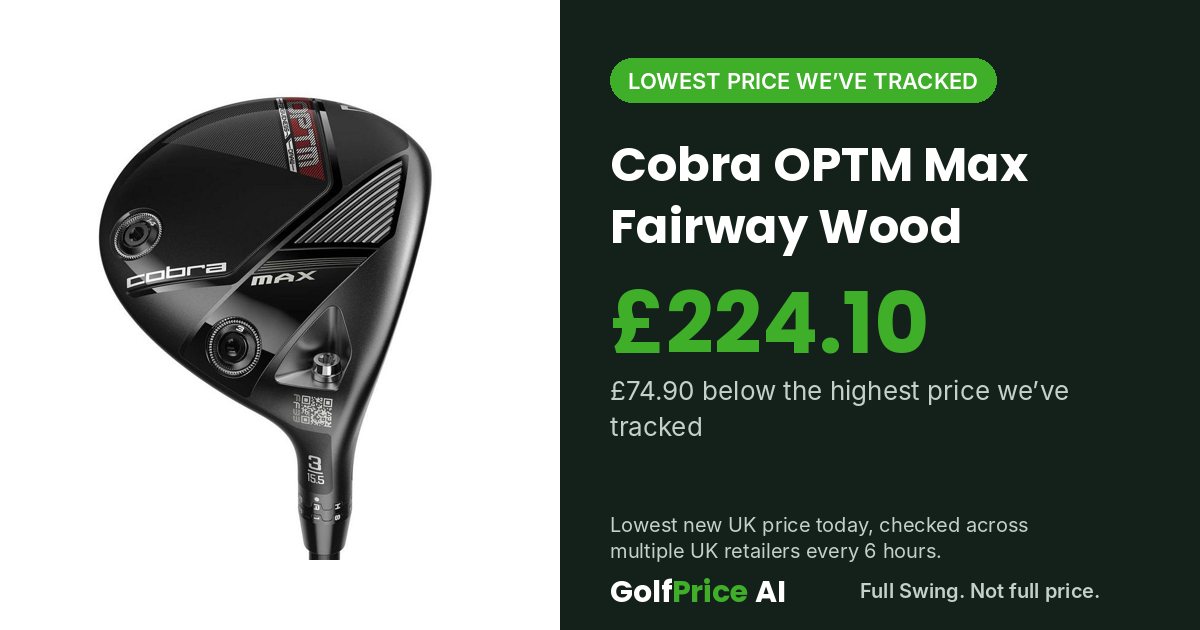 OPTM
cobra
MAX
3
3
15.5
LOWEST PRICE WE’VE TRACKED
Cobra OPTM Max
Fairway Wood
£224.10
£74.90 below the highest price we’ve
tracked
Lowest new UK price today, checked across
multiple UK retailers every 6 hours.
GolfPrice AI
Full Swing. Not full price.